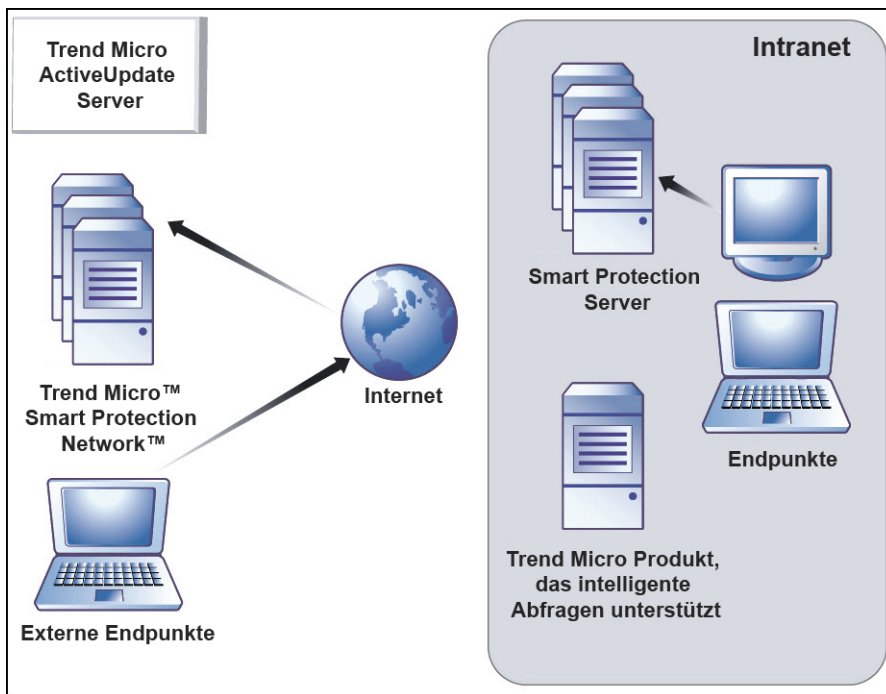 Trend Micro
ActiveUpdate
Server
Intranet
Smart Protection
Server
Trend Micro™
Smart Protection
Network™
Internet
Endpunkte
Trend Micro Produkt,
das intelligente
Abfragen unterstützt
Externe Endpunkte